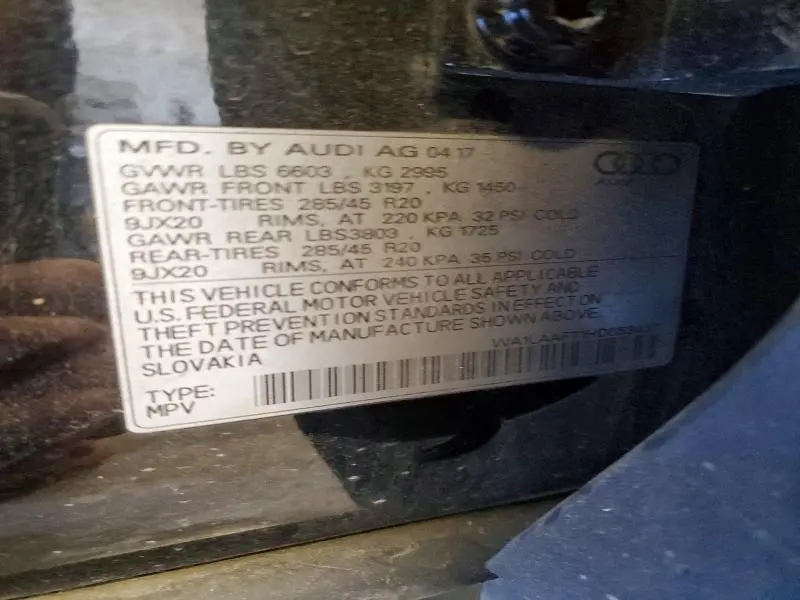 MFD. BY AUDI AG 04 17
GVWR LBS 6603 , KG 2995
GAWR FRONT LBS 3197 , KG 1450
FRONT-TIRES 285/45 R20
9JX20 RIMS, AT 220 KPA 32 PSI COLD
GAWR REAR LBS3803 , KG 1725
REAR-TIRES 285/45 R20
9JX20 RIMS, AT 240 KPA 35 PSI COLD
THIS VEHICLE CONFORMS TO ALL APPLICABLE
U.S. FEDERAL MOTOR VEHICLE SAFETY AND
THEFT PREVENTION STANDARDS IN EFFECT ON
THE DATE OF MANUFACTURE SHOWN ABOVE.
SLOVAKIA
TYPE:
MPV